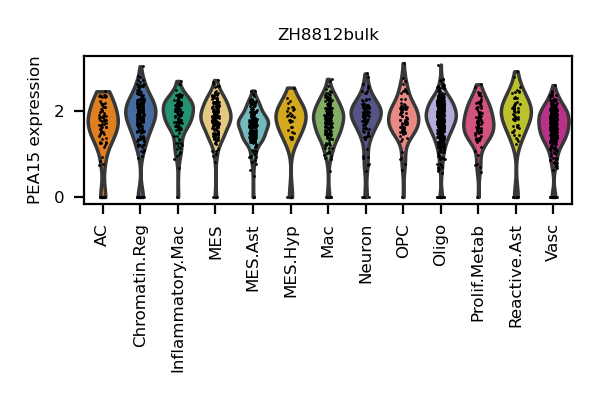 ZH8812bulk
PEA15 expression
2
0
AC
Chromatin.Reg
Inflammatory.Mac
MES
MES.Ast
MES.Hyp
Mac
Neuron
OPC
Oligo
Prolif.Metab
Reactive.Ast
Vasc